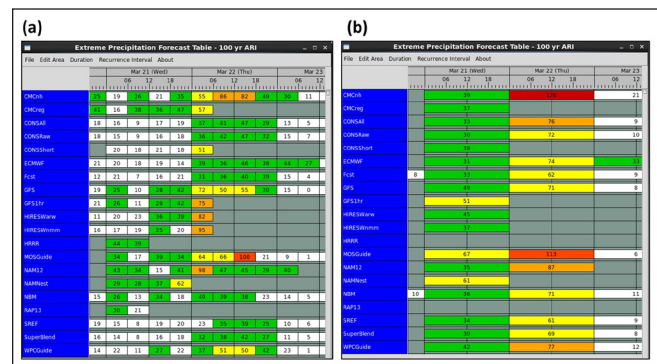 (a)
Extreme Precipitation Forecast Table - 100 yr ARI
File Edit Area Duration Recurrence Interval About
Mar 21 (Wed) Mar 22 (Thu) Mar 23
06 12 18 06 12 18 06
CMCnh 25 19 26 21 35 55 86 82 49 30 11
CMCreg 41 16 38 36 47 57
CONSAll 18 16 9 17 19 37 41 47 29 13 5
CONSRaw 18 15 9 16 18 36 42 47 32 15 7
CONSShort 20 18 21 18 51
ECMWF 21 20 18 19 14 39 36 46 38 44 27
Fcst 12 21 7 16 21 31 36 40 39 15 4
GFS 19 25 10 28 42 72 50 55 30 15 0
GFS1hr 21 26 11 28 42 75
HIRESWarw 11 20 23 36 39 82
HIRESWnmm 16 17 19 25 20 95
HRRR 44 39
MOSGuide 34 17 39 34 64 66 100 21 9 1
NAM12 43 34 15 41 98 47 45 29 40
NAMNest 29 28 37 62
NBM 15 26 13 34 18 49 39 38 23 14 5
RAP13 30 21
SREF 19 15 8 19 20 23 35 39 25 10 6
SuperBlend 16 14 8 16 18 32 38 42 27 11 5
WPCGuide 14 22 11 27 22 37 51 50 42 23 1
(b)
Extreme Precipitation Forecast Table - 100 yr ARI
File Edit Area Duration Recurrence Interval About
Mar 21 (Wed) Mar 22 (Thu) Mar 23
06 12 18 06 12 18 06 12
CMCnh 39 126 21
CMCreg 37
CONSAll 33 76 9
CONSRaw 30 72 10
CONSShort 38
ECMWF 31 74 33
Fcst 8 33 62 9
GFS 49 71 8
GFS1hr 51
HIRESWarw 45
HIRESWnmm 37
HRRR
MOSGuide 67 113 6
NAM12 35 87
NAMNest 61
NBM 10 36 71 11
RAP13
SREF 34 61 9
SuperBlend 30 69 8
WPCGuide 42 77 12